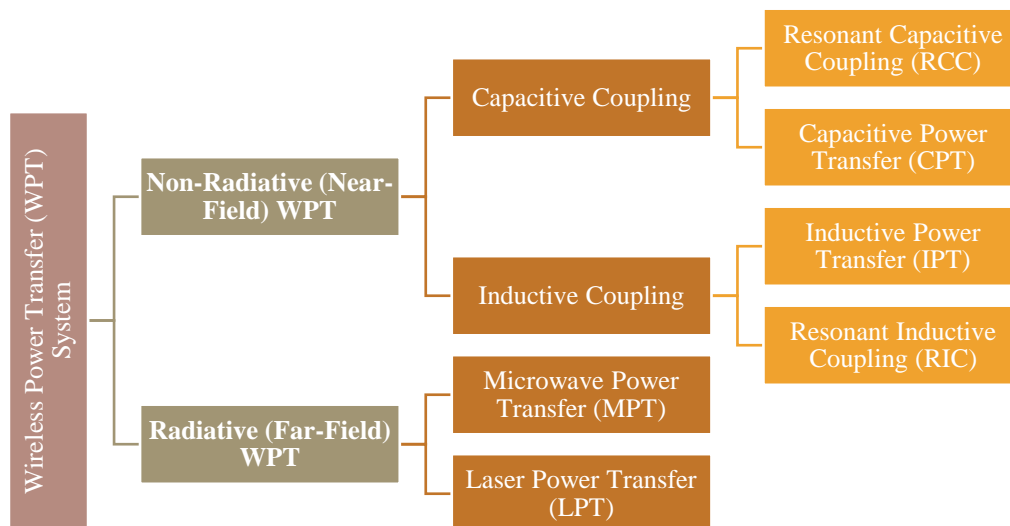 Wireless Power Transfer (WPT)
System
Non-Radiative (Near-
Field) WPT
Capacitive Coupling
Resonant Capacitive
Coupling (RCC)
Capacitive Power
Transfer (CPT)
Inductive Coupling
Inductive Power
Transfer (IPT)
Resonant Inductive
Coupling (RIC)
Radiative (Far-Field)
WPT
Microwave Power
Transfer (MPT)
Laser Power Transfer
(LPT)